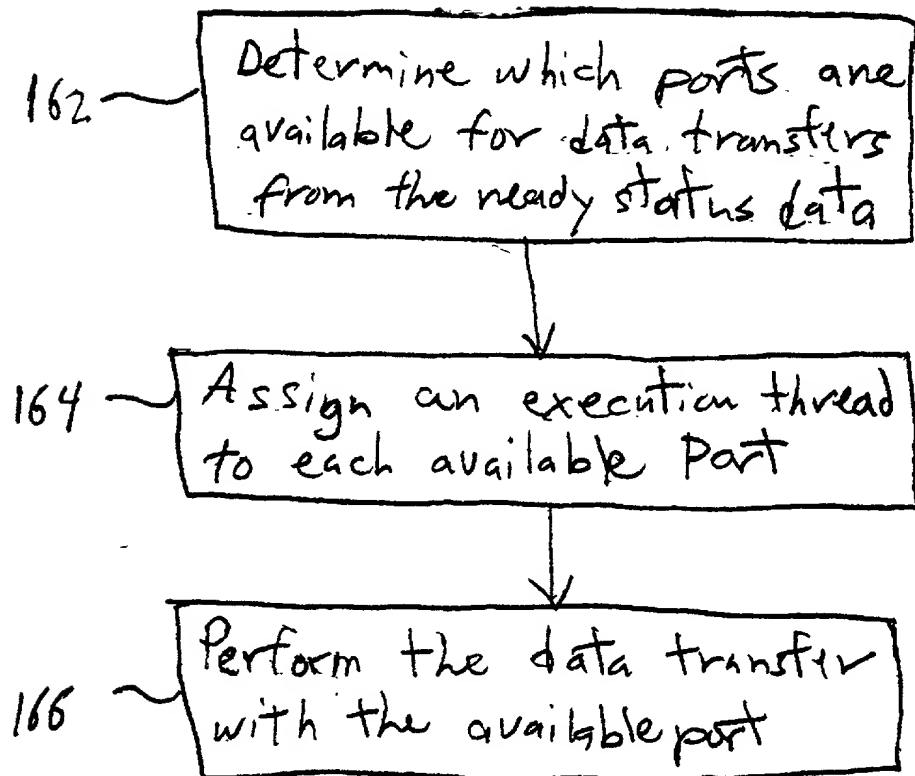 162
Determine which ports are
available for data transfers
from the ready status data
164
Assign an execution thread
to each available Port
166
Perform the data transfer
with the available port